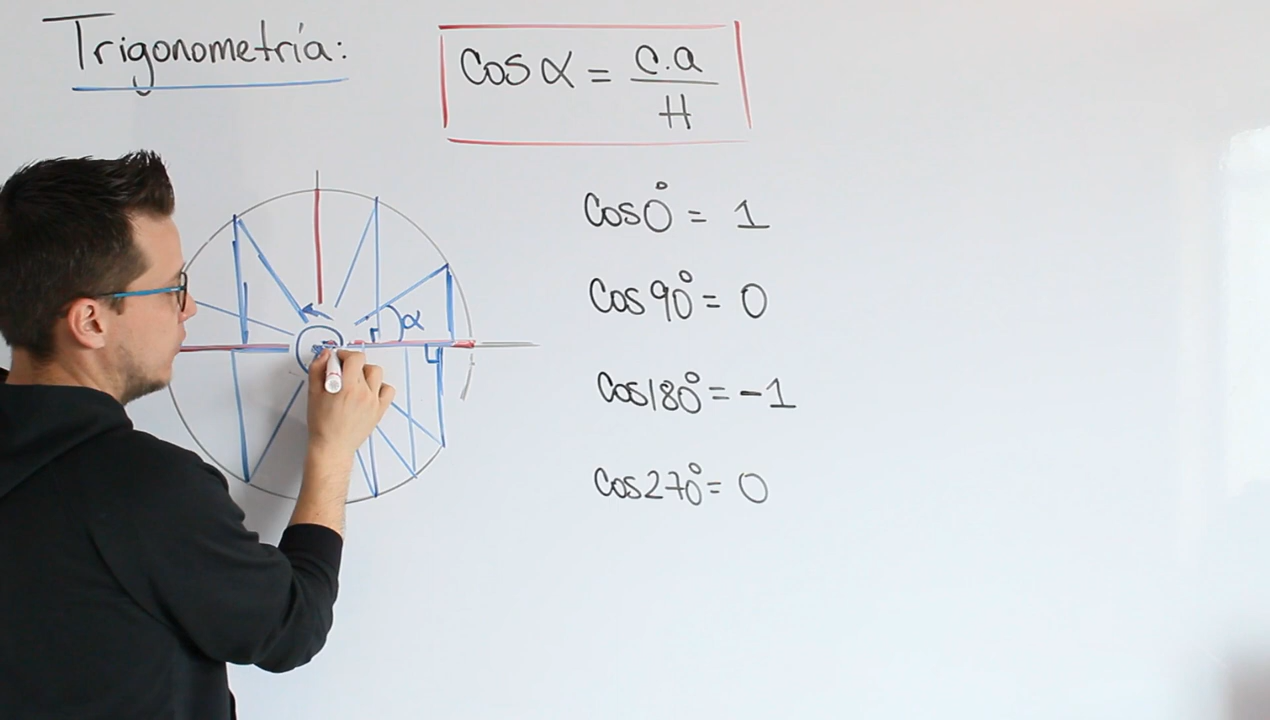 Trigonometría:
Cos α = c.a / H
α
Cos 0° = 1
Cos 90° = 0
Cos 180° = -1
Cos 270° = 0